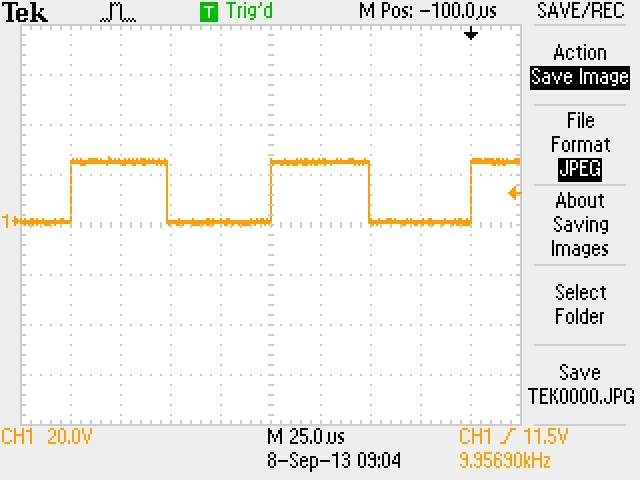 Tek T Trig'd M Pos: -100.0µs SAVE/REC
Action
Save Image
File
Format
JPEG
1
About
Saving
Images
Select
Folder
Save
TEK0000.JPG
CH1 20.0V M 25.0µs CH1 11.5V
8-Sep-13 09:04 9.95690kHz